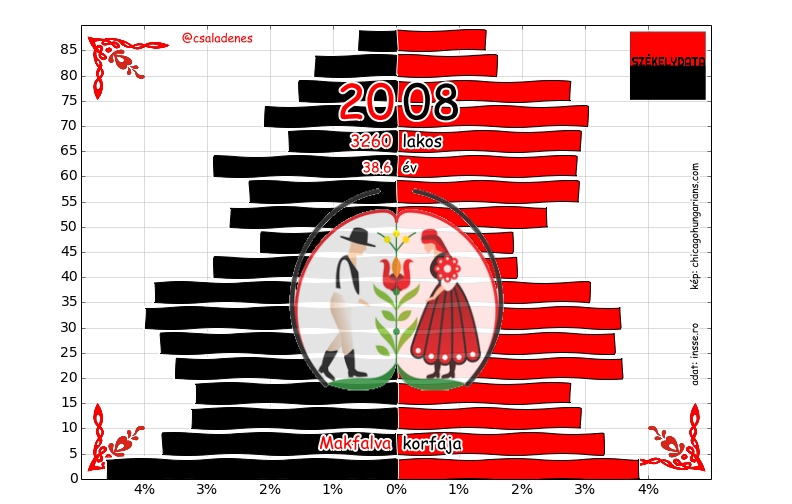 @csaladenes
SZÉKELYDATA
2008
3260 lakos
38.6 év
kép: chicagohungarians.com
adat: insse.ro
Makfalva korfája
85
80
75
70
65
60
55
50
45
40
35
30
25
20
15
10
5
0
4% 3% 2% 1% 0% 1% 2% 3% 4%